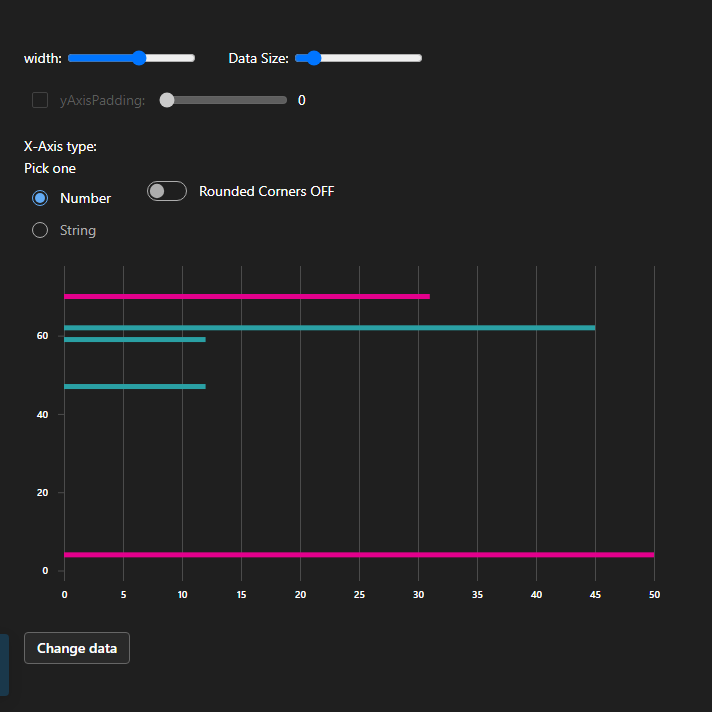 width: Data Size:
yAxisPadding: 0
X-Axis type:
Pick one
Number Rounded Corners OFF
String
60
40
20
0
0 5 10 15 20 25 30 35 40 45 50
Change data